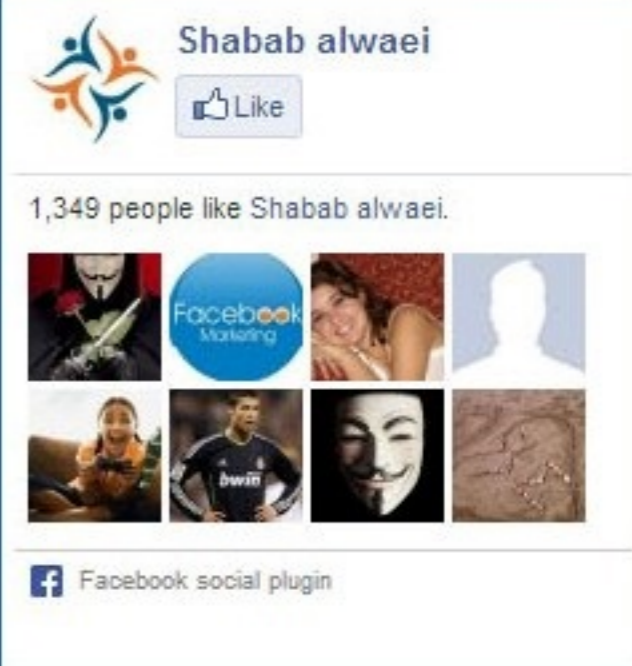 Shabab alwaei
Like
1,349 people like Shabab alwaei.
Facebook
Marketing
bwin
Facebook social plugin